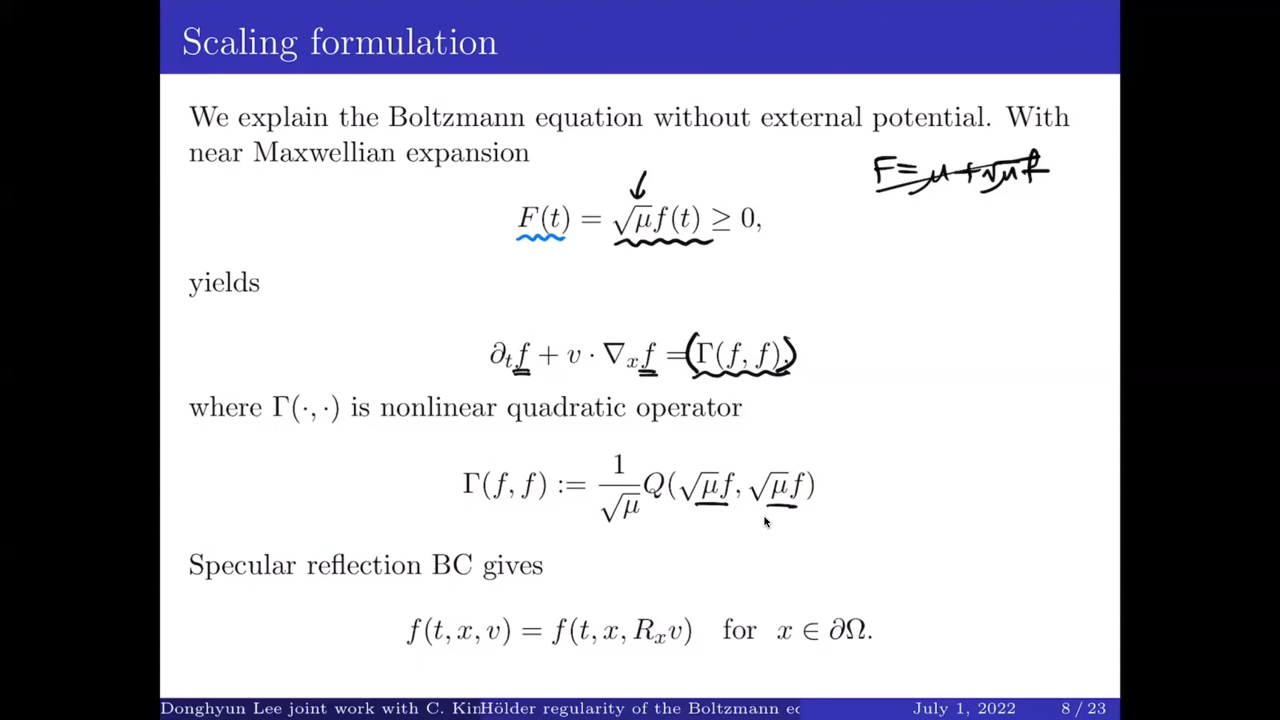 Scaling formulation
We explain the Boltzmann equation without external potential. With
near Maxwellian expansion
F = μ + √μ f
F(t) = √μf(t) ≥ 0,
yields
∂ₜf + v · ∇ₓf = (Γ(f, f).)
where Γ(·, ·) is nonlinear quadratic operator
Γ(f, f) := 1/√μ Q(√μf, √μf)
Specular reflection BC gives
f(t, x, v) = f(t, x, Rₓv) for x ∈ ∂Ω.
Donghyun Lee joint work with C. Kim Hölder regularity of the Boltzmann eq July 1, 2022 8 / 23